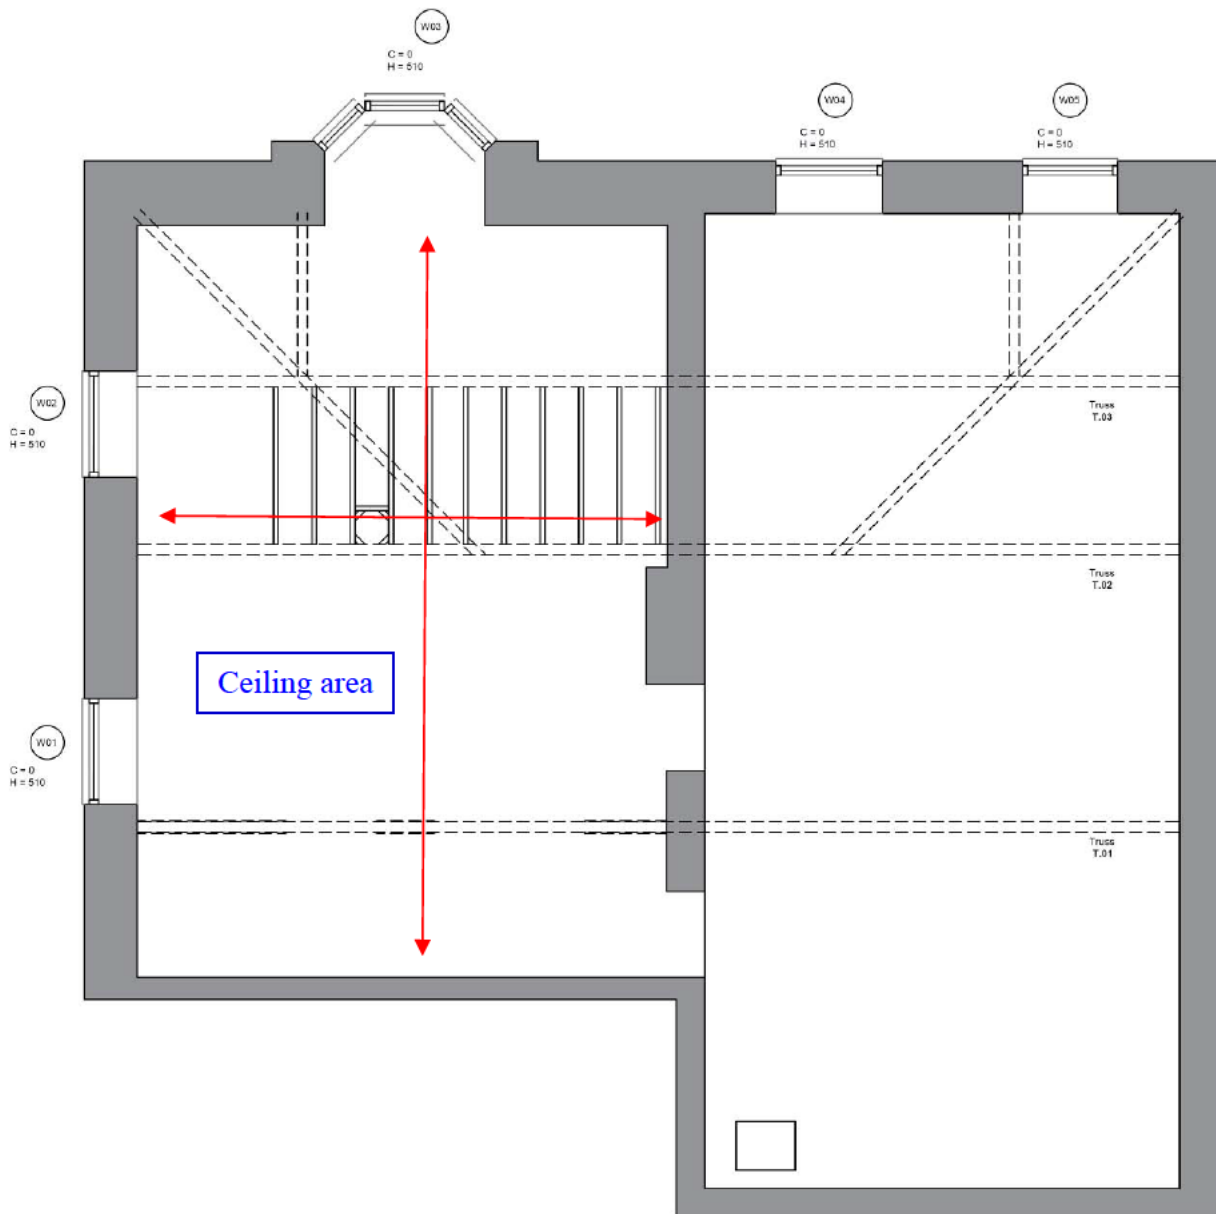 W03
C = 0
H = 510
W04
C = 0
H = 510
W05
C = 0
H = 510
W02
C = 0
H = 510
Truss
T.03
Truss
T.02
Ceiling area
W01
C = 0
H = 510
Truss
T.01